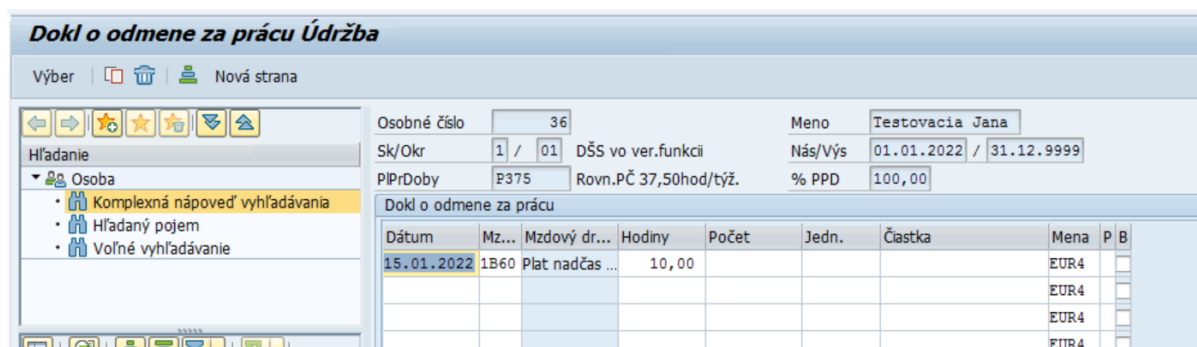 Dokl o odmene za prácu Údržba
Výber Nová strana
Osobné číslo 36 Meno Testovacia Jana
Hľadanie
Sk/Okr 1 / 01 DŠS vo ver.funkcii Nás/Výs 01.01.2022 / 31.12.9999
Osoba
PlPrDoby P375 Rovn.PČ 37,50hod/týž. % PPD 100,00
Komplexná nápoveď vyhľadávania
Hľadaný pojem
Voľné vyhľadávanie
Dokl o odmene za prácu
Dátum Mz... Mzdový dr... Hodiny Počet Jedn. Čiastka Mena P B
15.01.2022 1B60 Plat nadčas ... 10,00 EUR4
EUR4
EUR4
EUR4